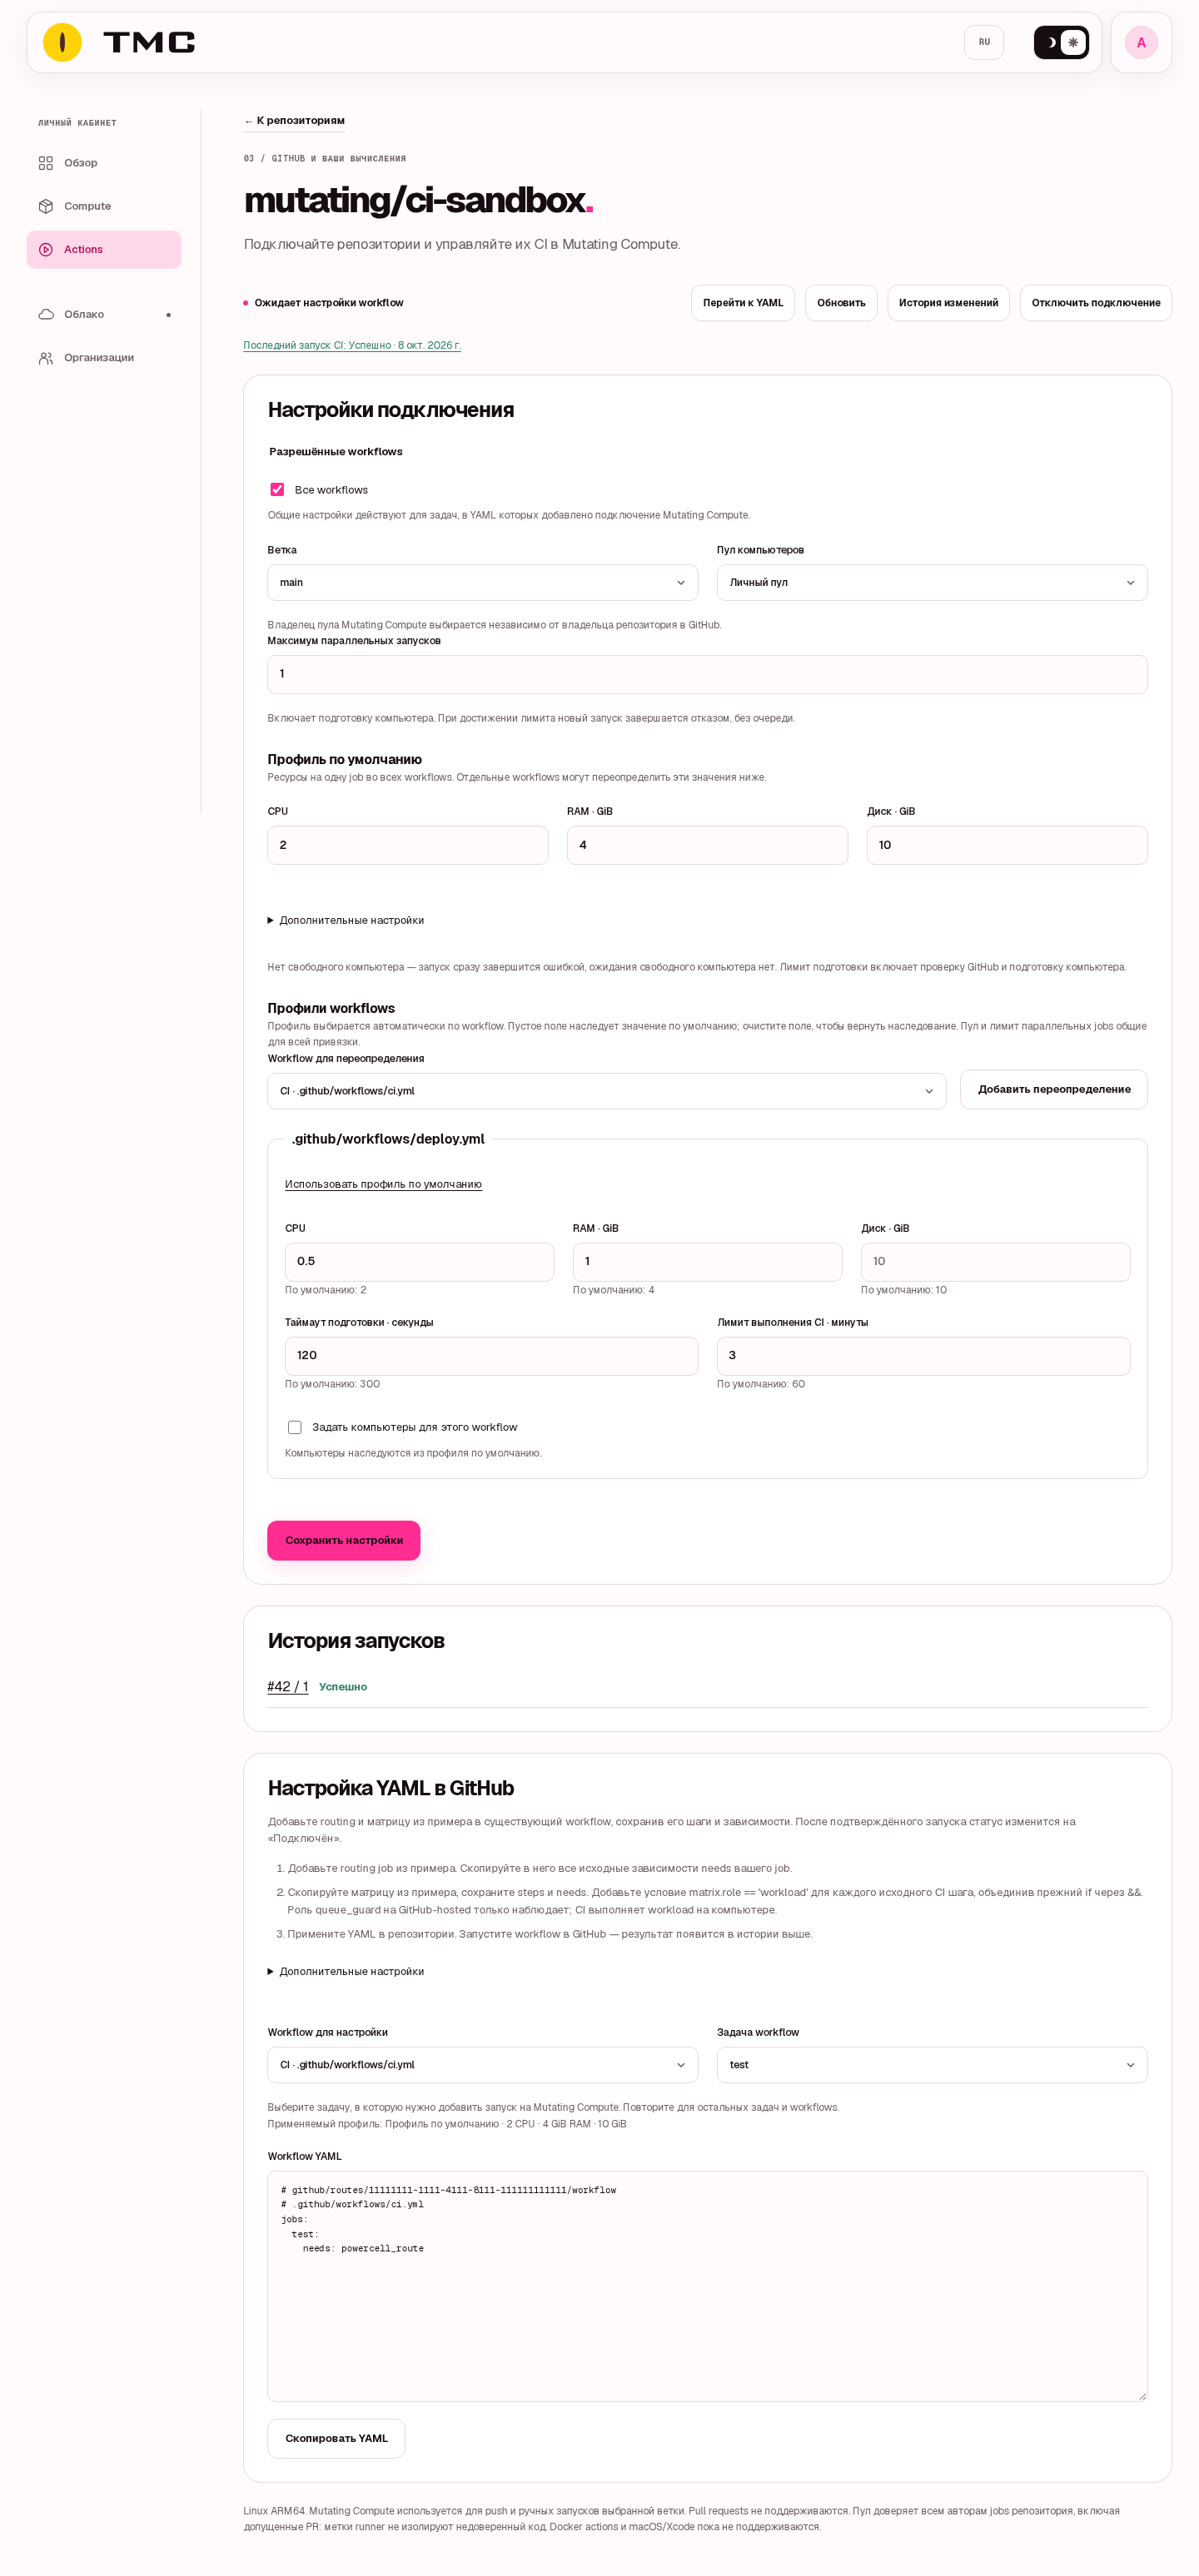 TMC
RU
A
ЛИЧНЫЙ КАБИНЕТ
Обзор
Compute
Actions
Облако
Организации
← К репозиториям
03 / GITHUB И ВАШИ ВЫЧИСЛЕНИЯ
mutating/ci-sandbox.
Подключайте репозитории и управляйте их CI в Mutating Compute.
Ожидает настройки workflow
Перейти к YAML
Обновить
История изменений
Отключить подключение
Последний запуск CI: Успешно · 8 окт. 2026 г.
Настройки подключения
Разрешённые workflows
Все workflows
Общие настройки действуют для задач, в YAML которых добавлено подключение Mutating Compute.
Ветка
Пул компьютеров
main
Личный пул
Владелец пула Mutating Compute выбирается независимо от владельца репозитория в GitHub.
Максимум параллельных запусков
1
Включает подготовку компьютера. При достижении лимита новый запуск завершается отказом, без очереди.
Профиль по умолчанию
Ресурсы на одну job во всех workflows. Отдельные workflows могут переопределить эти значения ниже.
CPU
RAM · GiB
Диск · GiB
2
4
10
Дополнительные настройки
Нет свободного компьютера — запуск сразу завершится ошибкой, ожидания свободного компьютера нет. Лимит подготовки включает проверку GitHub и подготовку компьютера.
Профили workflows
Профиль выбирается автоматически по workflow. Пустое поле наследует значение по умолчанию; очистите поле, чтобы вернуть наследование. Пул и лимит параллельных jobs общие
для всей привязки.
Workflow для переопределения
CI · .github/workflows/ci.yml
Добавить переопределение
.github/workflows/deploy.yml
Использовать профиль по умолчанию
CPU
RAM · GiB
Диск · GiB
0.5
1
10
По умолчанию: 2
По умолчанию: 4
По умолчанию: 10
Таймаут подготовки · секунды
Лимит выполнения CI · минуты
120
3
По умолчанию: 300
По умолчанию: 60
Задать компьютеры для этого workflow
Компьютеры наследуются из профиля по умолчанию.
Сохранить настройки
История запусков
#42 / 1
Успешно
Настройка YAML в GitHub
Добавьте routing и матрицу из примера в существующий workflow, сохранив его шаги и зависимости. После подтверждённого запуска статус изменится на
«Подключён».
1. Добавьте routing job из примера. Скопируйте в него все исходные зависимости needs вашего job.
2. Скопируйте матрицу из примера, сохраните steps и needs. Добавьте условие matrix.role == 'workload' для каждого исходного CI шага, объединив прежний if через &&.
Роль queue_guard на GitHub-hosted только наблюдает; CI выполняет workload на компьютере.
3. Примените YAML в репозитории. Запустите workflow в GitHub — результат появится в истории выше.
Дополнительные настройки
Workflow для настройки
Задача workflow
CI · .github/workflows/ci.yml
test
Выберите задачу, в которую нужно добавить запуск на Mutating Compute. Повторите для остальных задач и workflows.
Применяемый профиль: Профиль по умолчанию · 2 CPU · 4 GiB RAM · 10 GiB
Workflow YAML
# github/routes/11111111-1111-4111-8111-111111111111/workflow
# .github/workflows/ci.yml
jobs:
test:
needs: powercell_route
Скопировать YAML
Linux ARM64. Mutating Compute используется для push и ручных запусков выбранной ветки. Pull requests не поддерживаются. Пул доверяет всем авторам jobs репозитория, включая
допущенные PR: метки runner не изолируют недоверенный код. Docker actions и macOS/Xcode пока не поддерживаются.